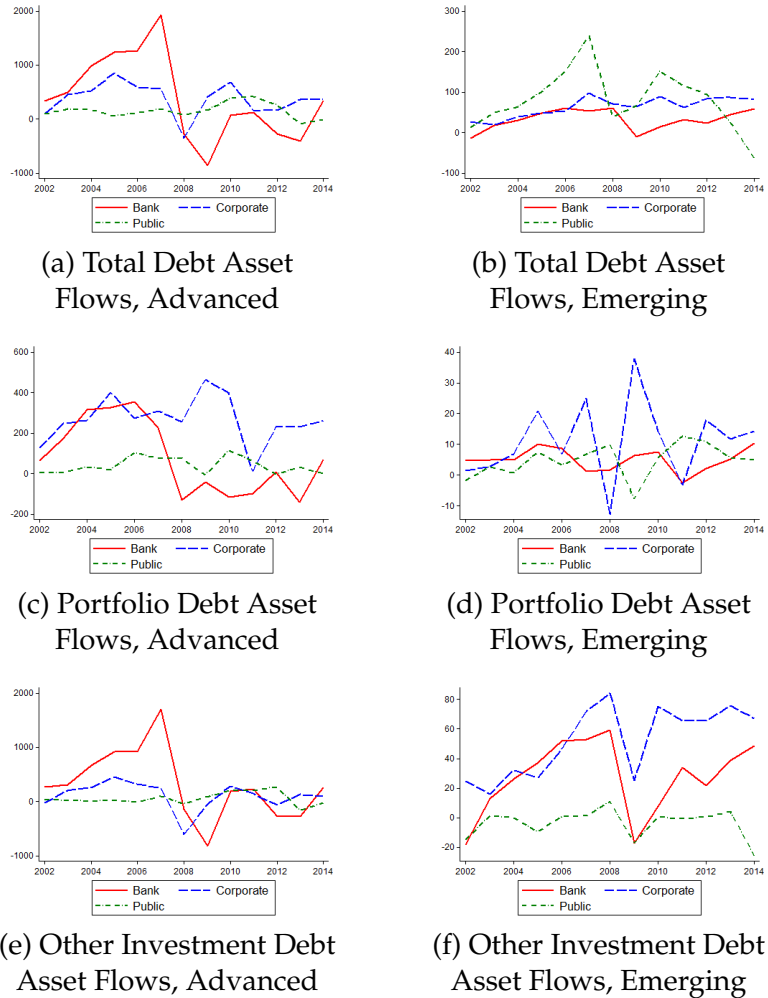 2000
1000
0
-1000
2002 2004 2006 2008 2010 2012 2014
Bank Corporate
Public
(a) Total Debt Asset
Flows, Advanced
300
200
100
0
-100
2002 2004 2006 2008 2010 2012 2014
Bank Corporate
Public
(b) Total Debt Asset
Flows, Emerging
600
400
200
0
-200
2002 2004 2006 2008 2010 2012 2014
Bank Corporate
Public
(c) Portfolio Debt Asset
Flows, Advanced
40
30
20
10
0
-10
2002 2004 2006 2008 2010 2012 2014
Bank Corporate
Public
(d) Portfolio Debt Asset
Flows, Emerging
2000
1000
0
-1000
2002 2004 2006 2008 2010 2012 2014
Bank Corporate
Public
(e) Other Investment Debt
Asset Flows, Advanced
80
60
40
20
0
-20
2002 2004 2006 2008 2010 2012 2014
Bank Corporate
Public
(f) Other Investment Debt
Asset Flows, Emerging